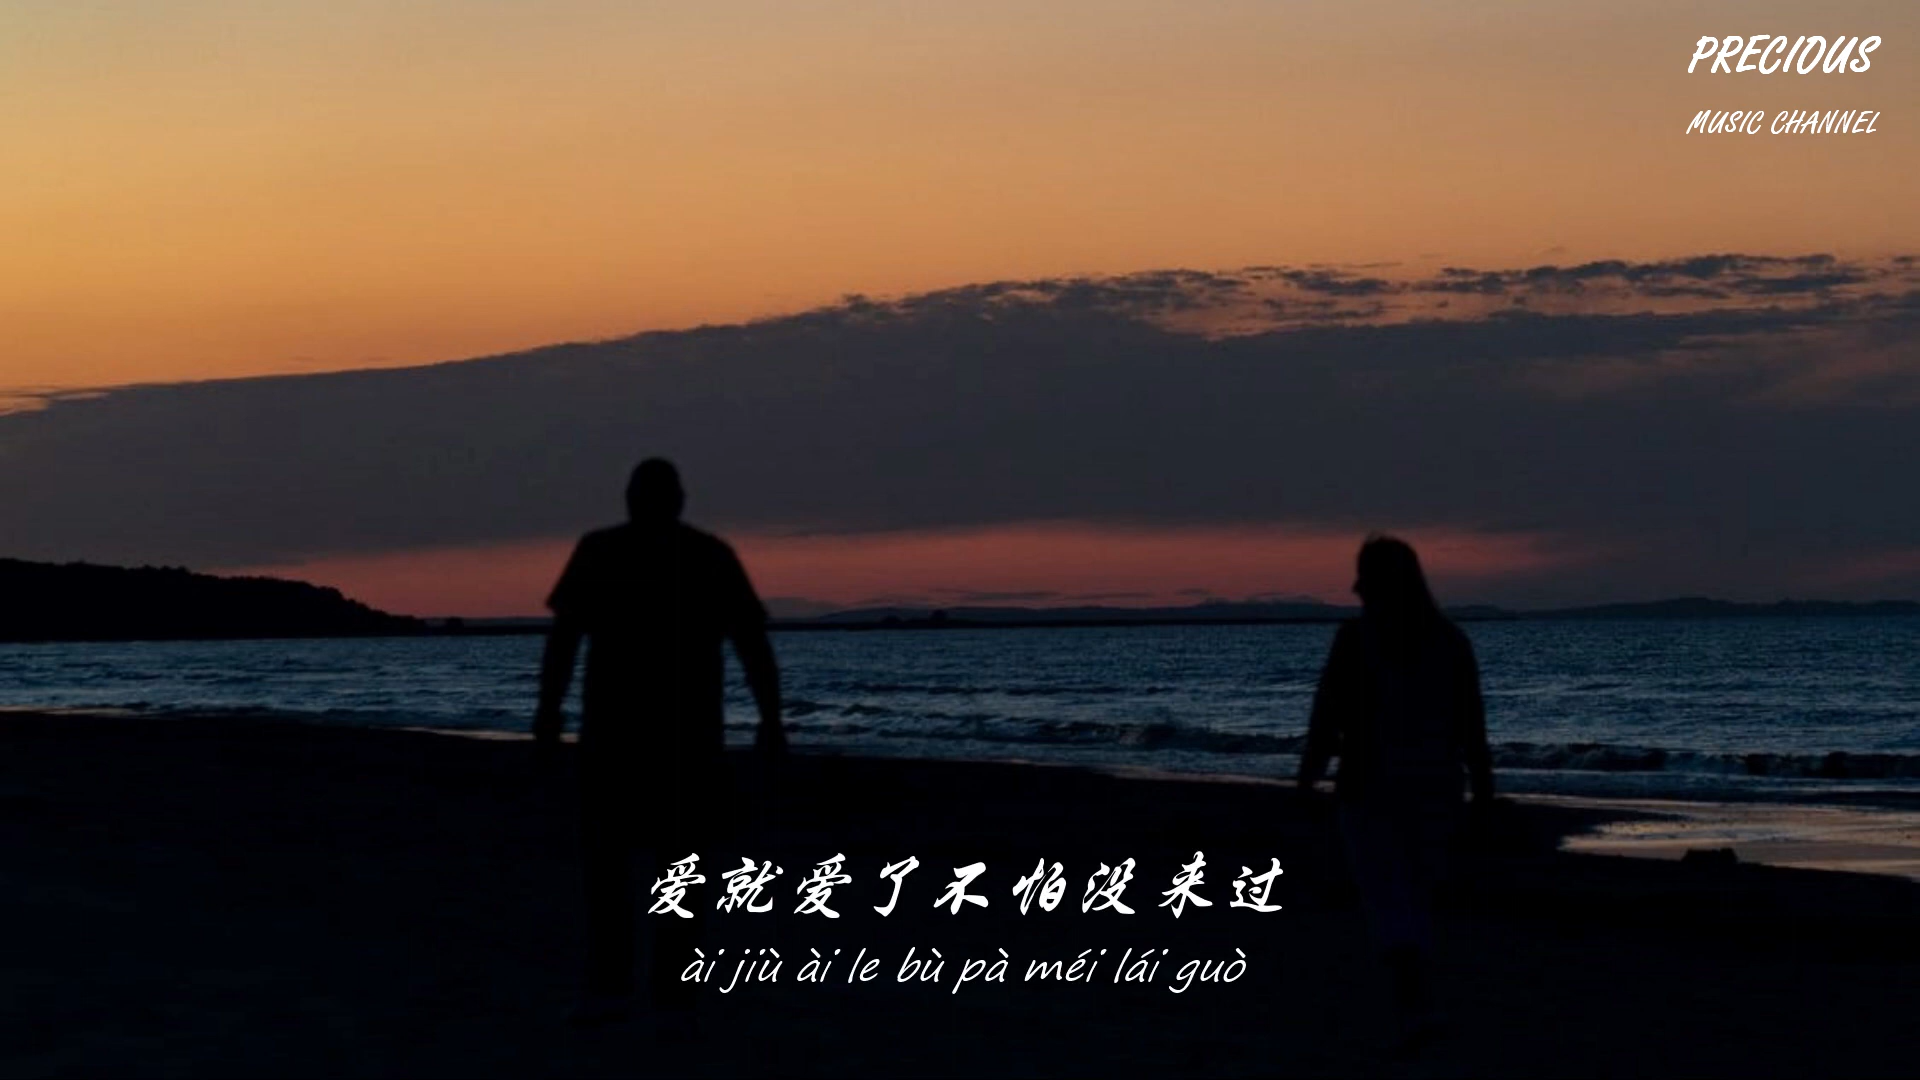 PRECIOUS
MUSIC CHANNEL
爱就爱了不怕没来过
ài jiù ài le bù pà méi lái guò